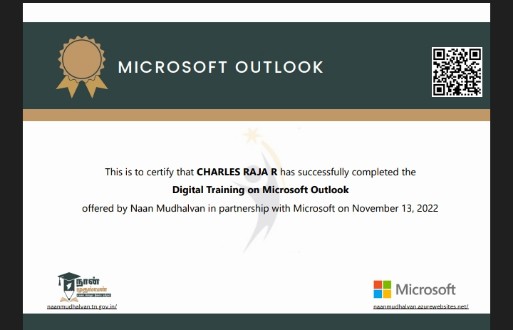 MICROSOFT OUTLOOK
This is to certify that CHARLES RAJA R has successfully completed the
Digital Training on Microsoft Outlook
offered by Naan Mudhalvan in partnership with Microsoft on November 13, 2022
நான்
முதல்வன்
Microsoft
naanmudhalvan.tn.gov.in/
naanmudhalvan.azurewebsites.net/